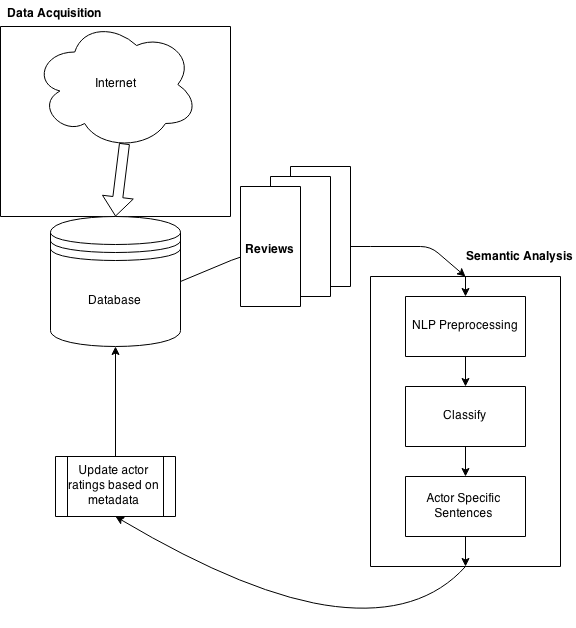 Data Acquisition
Internet
Reviews
Semantic Analysis
Database
NLP Preprocessing
Classify
Update actor
ratings based on
metadata
Actor Specific
Sentences